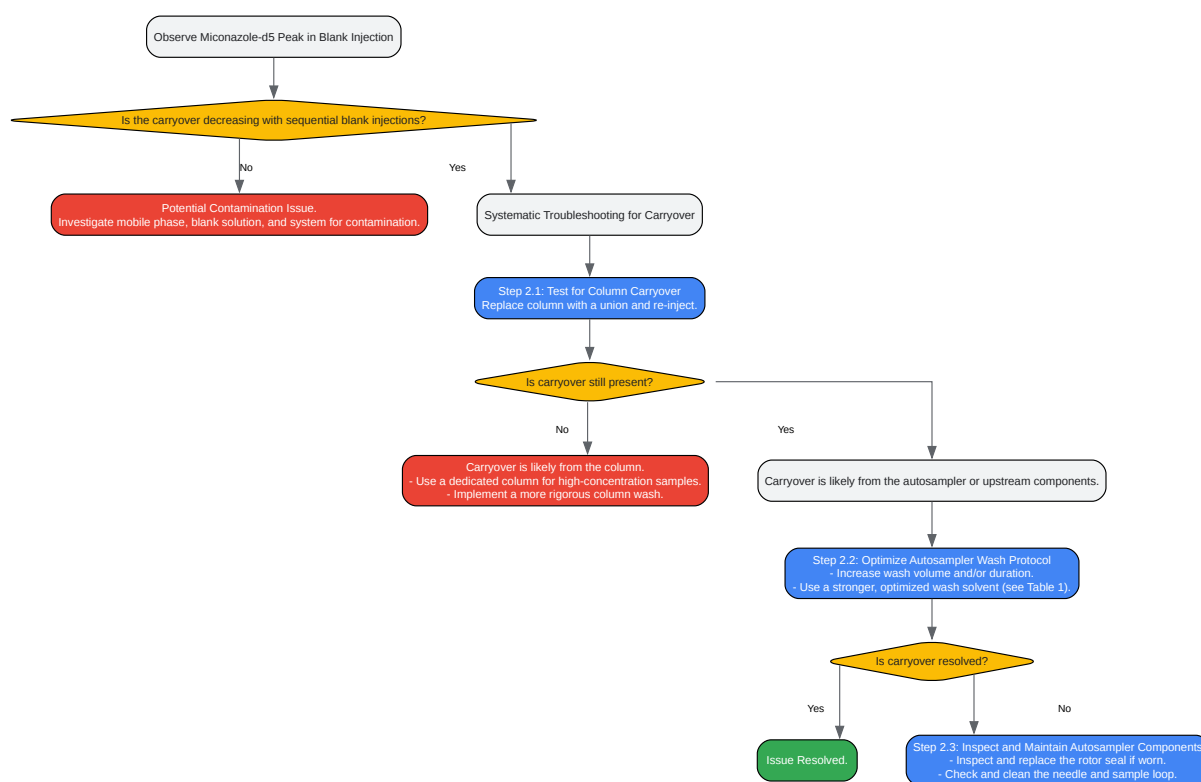 Observe Miconazole-d5 Peak in Blank Injection
Is the carryover decreasing with sequential blank injections?
No
Yes
Potential Contamination Issue.
Investigate mobile phase, blank solution, and system for contamination.
Systematic Troubleshooting for Carryover
Step 2.1: Test for Column Carryover
Replace column with a union and re-inject.
Is carryover still present?
No
Yes
Carryover is likely from the column.
- Use a dedicated column for high-concentration samples.
- Implement a more rigorous column wash.
Carryover is likely from the autosampler or upstream components.
Step 2.2: Optimize Autosampler Wash Protocol
- Increase wash volume and/or duration.
- Use a stronger, optimized wash solvent (see Table 1).
Is carryover resolved?
Yes
No
Issue Resolved.
Step 2.3: Inspect and Maintain Autosampler Components
- Inspect and replace the rotor seal if worn.
- Check and clean the needle and sample loop.